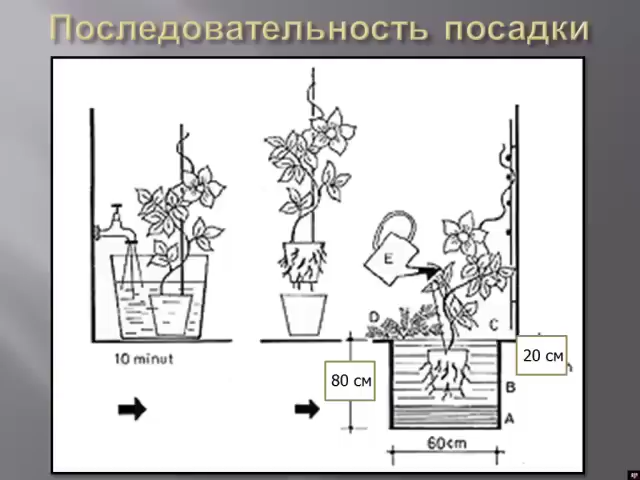 Последовательность посадки
E
D
C
10 minut
80 см
20 см
B
A
60cm